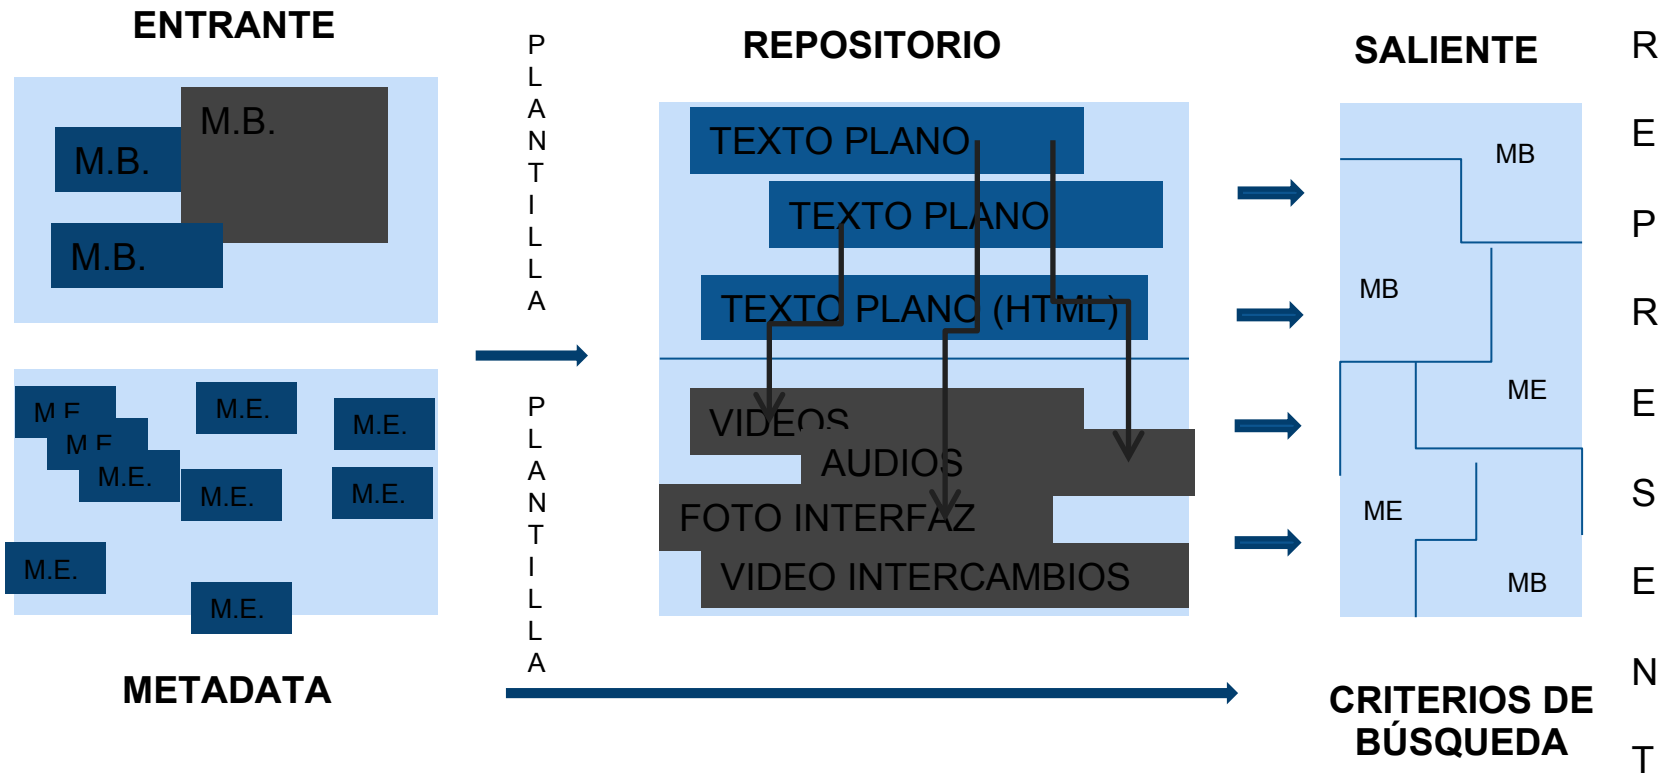 ENTRANTE
M.B.
M.B.
M.B.
M.E.
M.E.
M.E.
M.E.
M.E.
M.E.
M.E.
M.E.
M.E.
METADATA
P
L
A
N
T
I
L
L
A
P
L
A
N
T
I
L
L
A
REPOSITORIO
TEXTO PLANO
TEXTO PLANO
TEXTO PLANO (HTML)
VIDEOS
AUDIOS
FOTO INTERFAZ
VIDEO INTERCAMBIOS
SALIENTE
MB
MB
ME
ME
MB
CRITERIOS DE
BÚSQUEDA
R
E
P
R
E
S
E
N
T